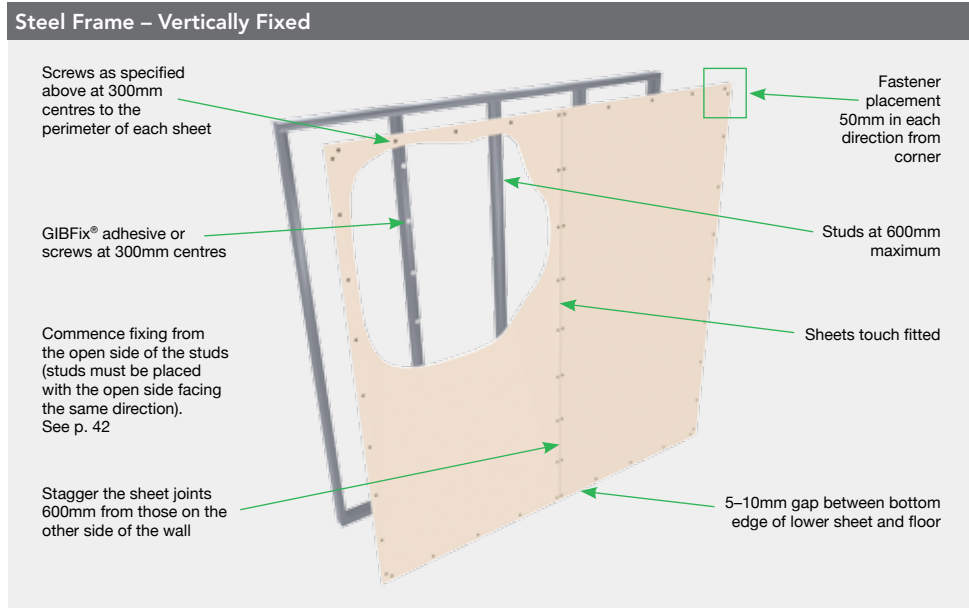 Steel Frame – Vertically Fixed
Screws as specified
above at 300mm
centres to the
perimeter of each sheet
GIBFix® adhesive or
screws at 300mm centres
Commence fixing from
the open side of the studs
(studs must be placed
with the open side facing
the same direction).
See p. 42
Stagger the sheet joints
600mm from those on the
other side of the wall
Fastener
placement
50mm in each
direction from
corner
Studs at 600mm
maximum
Sheets touch fitted
5–10mm gap between bottom
edge of lower sheet and floor